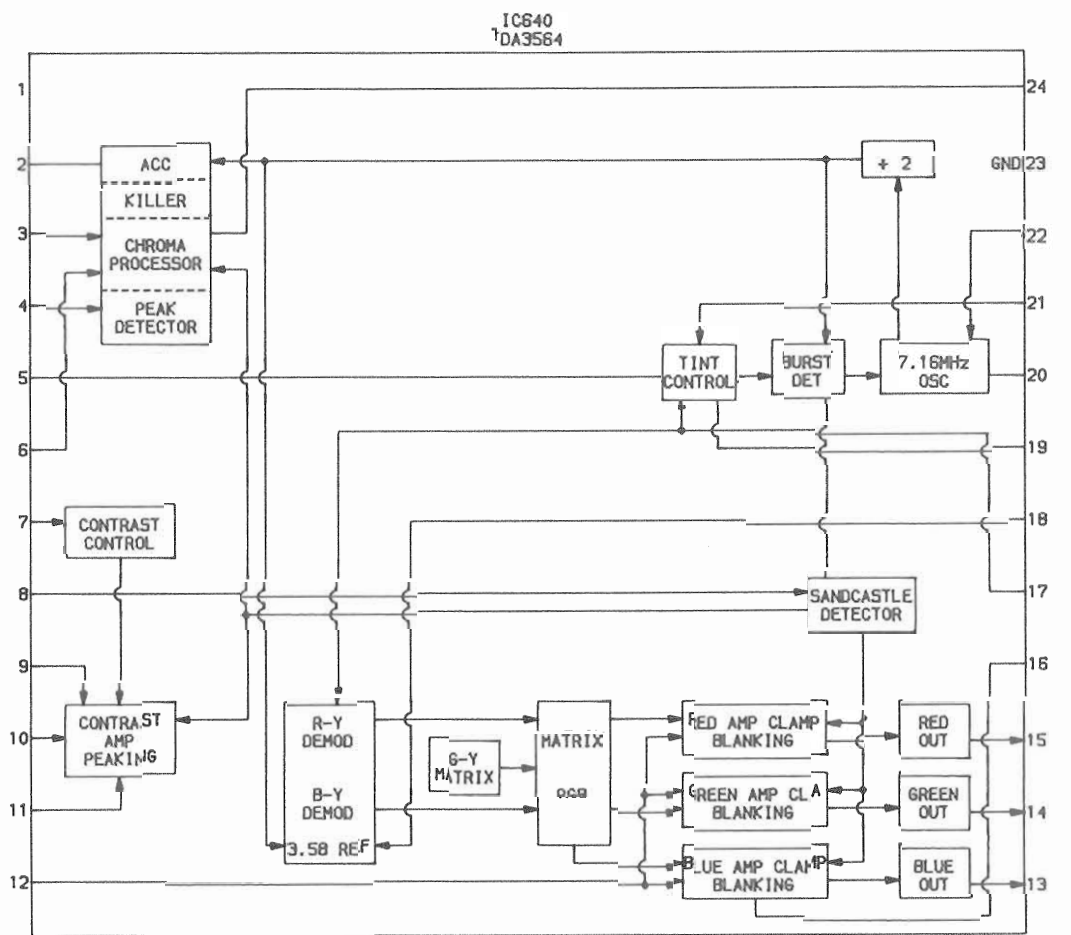 IC640
TDA3564
1
24
2
ACC
÷ 2
GND 23
KILLER
3
CHROMA
PROCESSOR
22
4
PEAK
DETECTOR
21
5
TINT
CONTROL
BURST
DET
7.16MHz
OSC
20
6
19
7
CONTRAST
CONTROL
18
8
SANDCASTLE
DETECTOR
17
9
16
10
CONTRAST
AMP
PEAKING
R-Y
DEMOD
MATRIX
RED AMP CLAMP
BLANKING
RED
OUT
15
G-Y
MATRIX
11
B-Y
DEMOD
GREEN AMP CLA
BLANKING
GREEN
OUT
14
3.58 REF
12
BLUE AMP CLAMP
BLANKING
BLUE
OUT
13